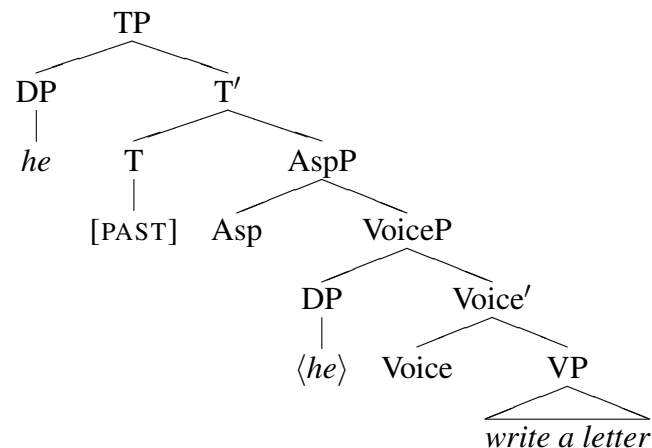 TP
DP T′
he T AspP
[PAST] Asp VoiceP
DP Voice′
⟨he⟩ Voice VP
write a letter